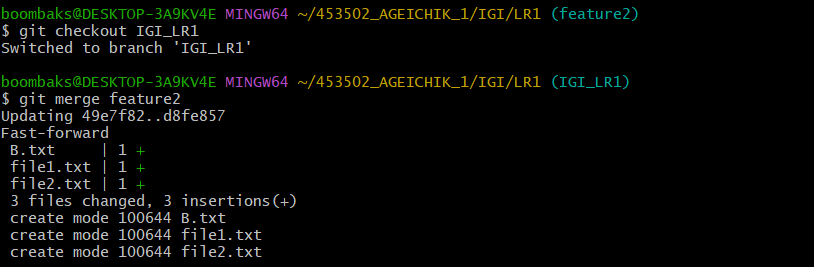 boombaks@DESKTOP-3A9KV4E MINGW64 ~/453502_AGEICHIK_1/IGI/LR1 (feature2)
$ git checkout IGI_LR1
Switched to branch 'IGI_LR1'
boombaks@DESKTOP-3A9KV4E MINGW64 ~/453502_AGEICHIK_1/IGI/LR1 (IGI_LR1)
$ git merge feature2
Updating 49e7f82..d8fe857
Fast-forward
 B.txt     | 1 +
 file1.txt | 1 +
 file2.txt | 1 +
 3 files changed, 3 insertions(+)
 create mode 100644 B.txt
 create mode 100644 file1.txt
 create mode 100644 file2.txt